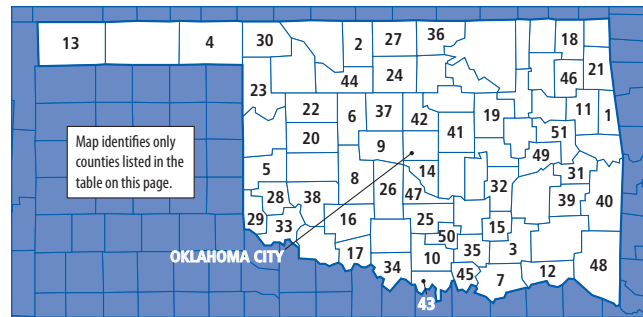 13 4 30 2 27 36 18
23 44 24 46 21
22 6 37 42 19 11 1
Map identifies only
counties listed in the
table on this page.
20 9 41 51
49
5 8 14 31
28 38 26 47 32 39 40
29 33 16 25 15
OKLAHOMA CITY
17 50 35 3
34 10 45 7 12 48
43